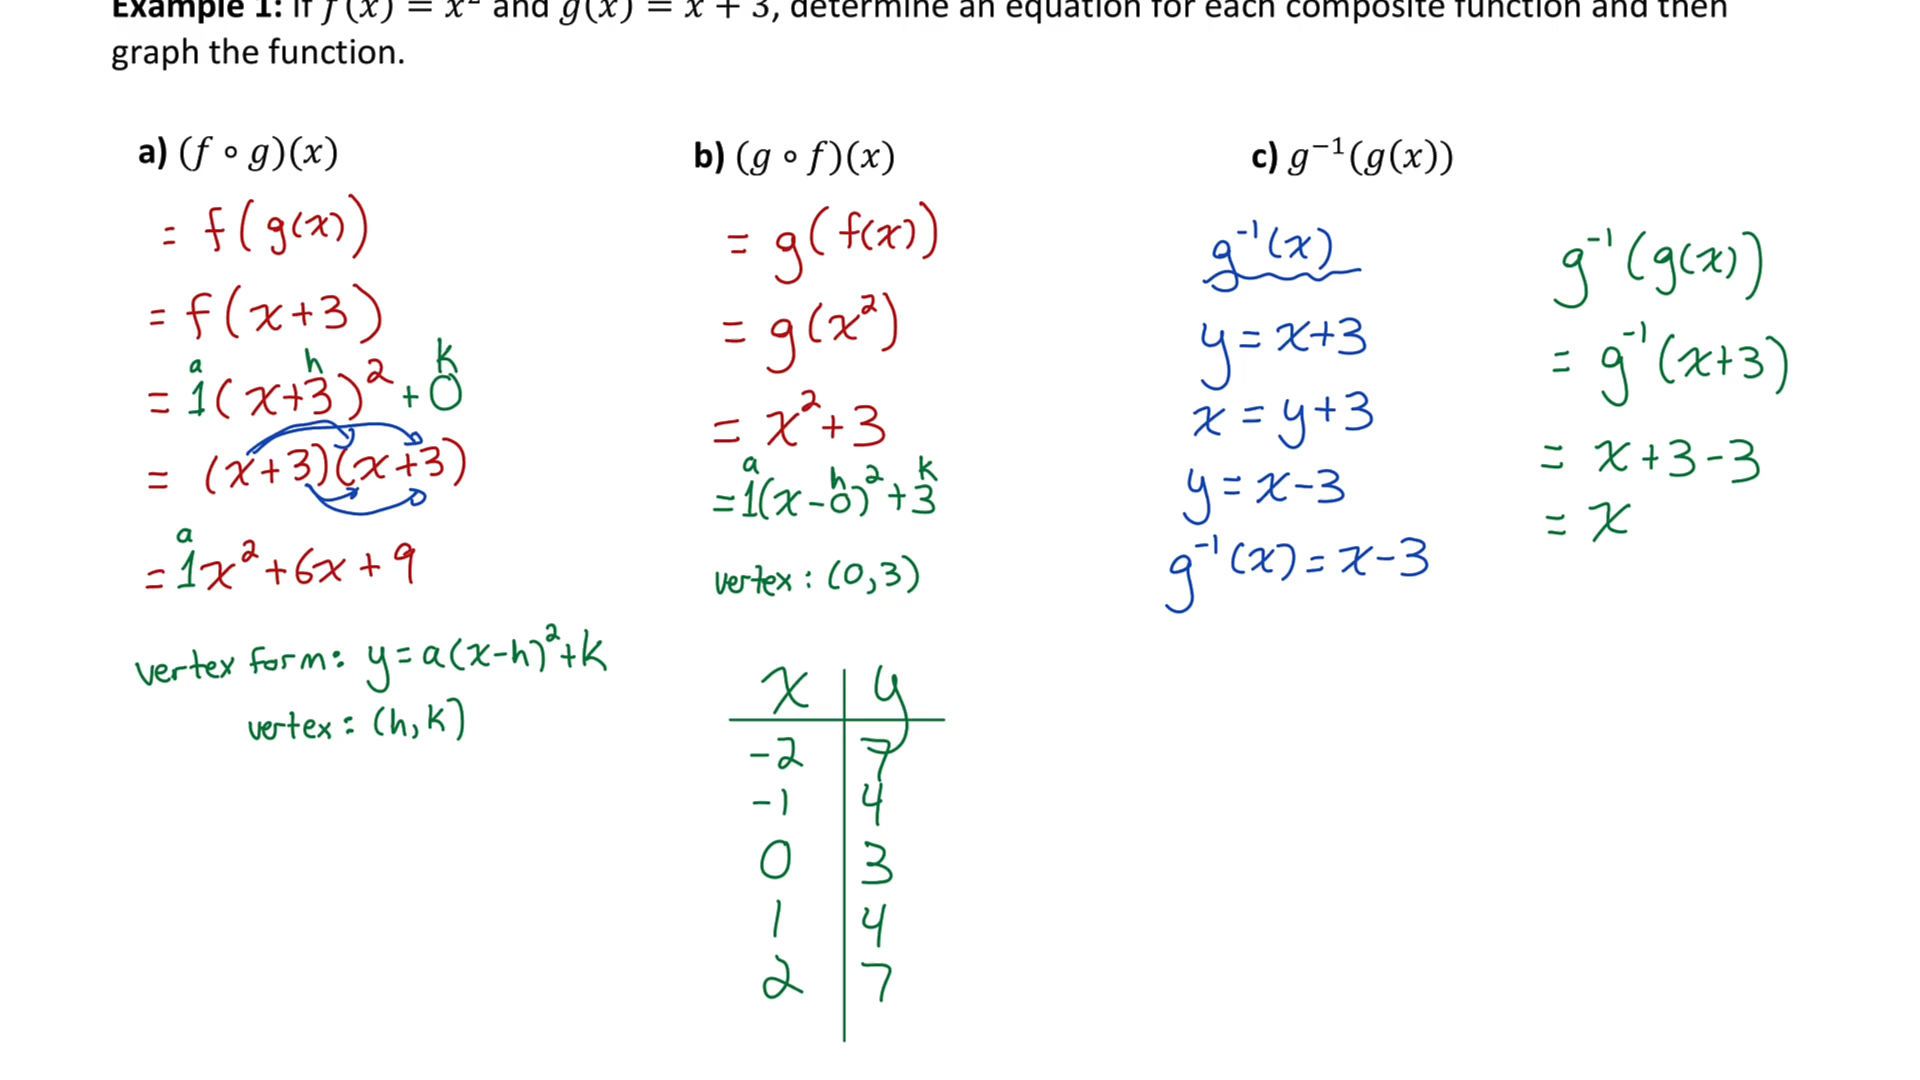 Example 1: If f(x) = x² and g(x) = x + 3, determine an equation for each composite function and then
graph the function.
a) (f ∘ g)(x)
= f(g(x))
= f(x+3)
a h k
= 1(x+3)² + 0
= (x+3)(x+3)
a
= 1x² + 6x + 9
vertex form: y = a(x-h)² + k
vertex: (h, k)
b) (g ∘ f)(x)
= g(f(x))
= g(x²)
= x² + 3
a h k
= 1(x-0)² + 3
vertex: (0,3)
x y
-2 7
-1 4
0 3
1 4
2 7
c) g⁻¹(g(x))
g⁻¹(x)
y = x+3
x = y+3
y = x-3
g⁻¹(x) = x-3
g⁻¹(g(x))
= g⁻¹(x+3)
= x+3-3
= x